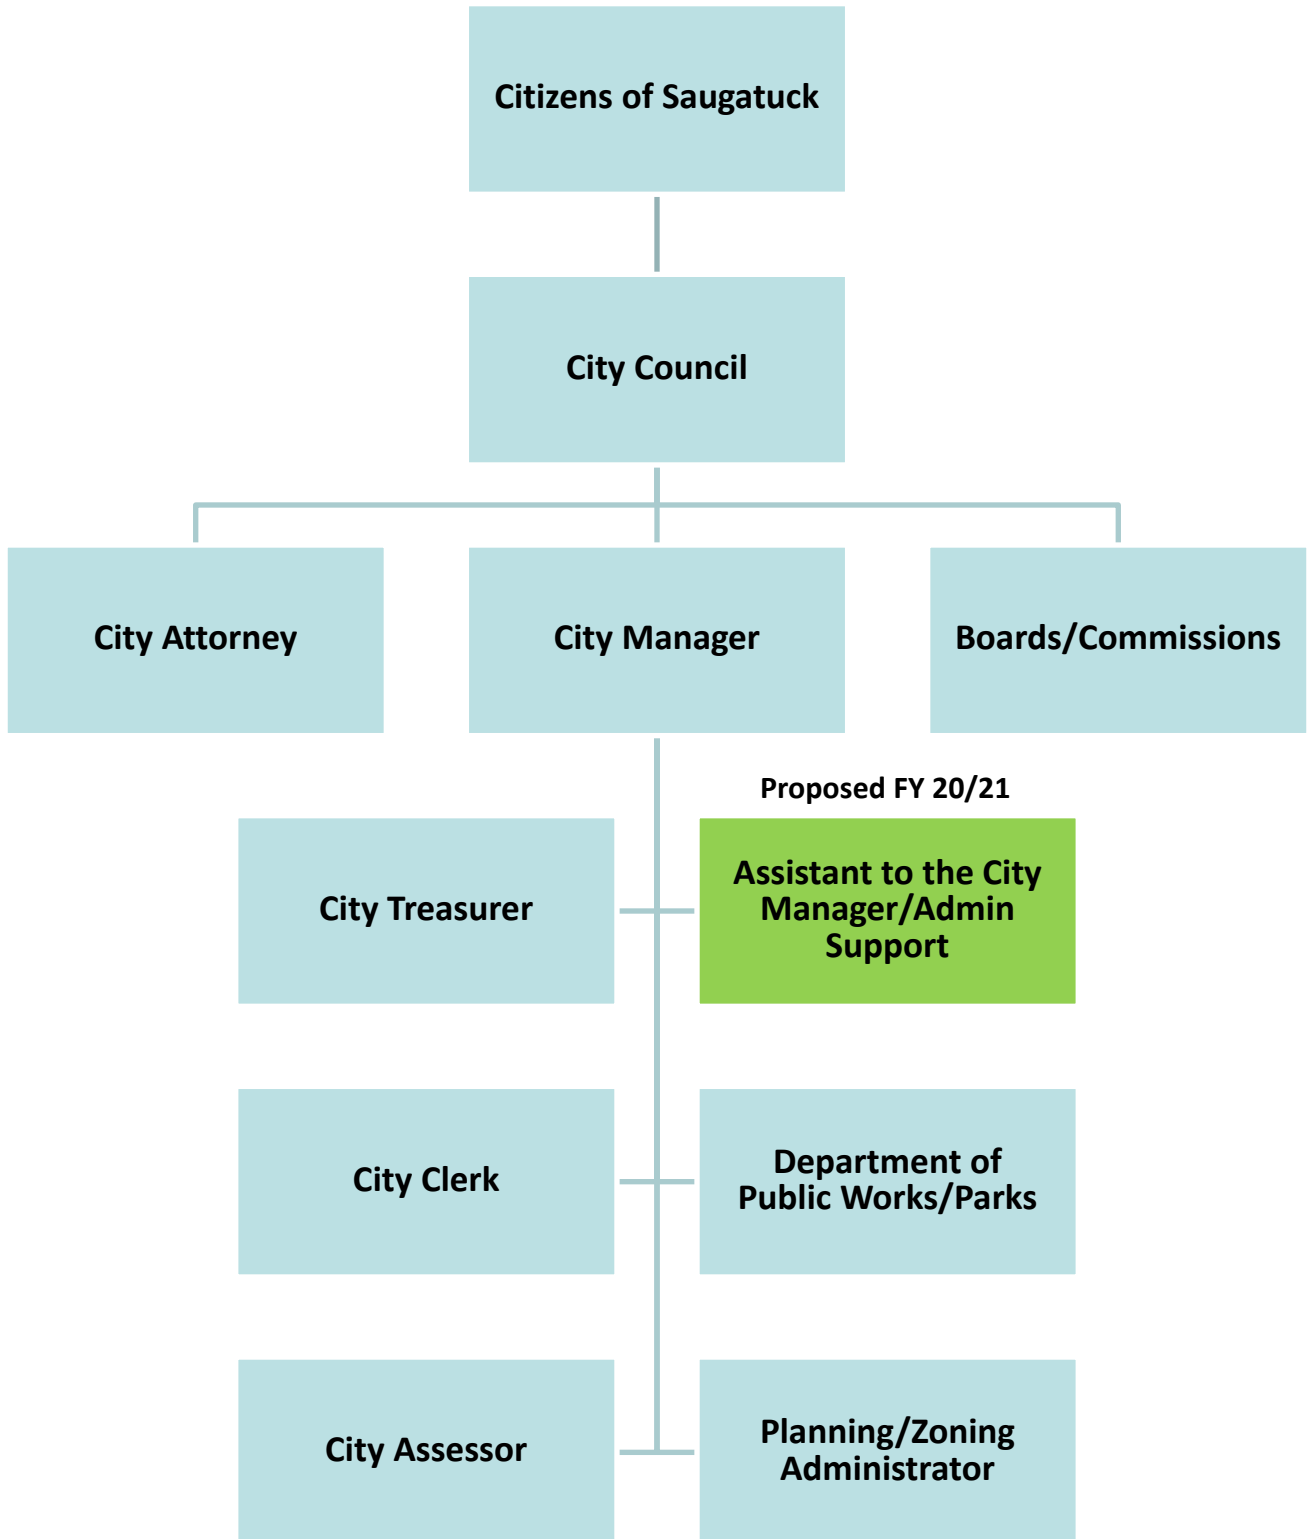 Citizens of Saugatuck
City Council
City Attorney
City Manager
Boards/Commissions
Proposed FY 20/21
City Treasurer
Assistant to the City
Manager/Admin
Support
City Clerk
Department of
Public Works/Parks
City Assessor
Planning/Zoning
Administrator